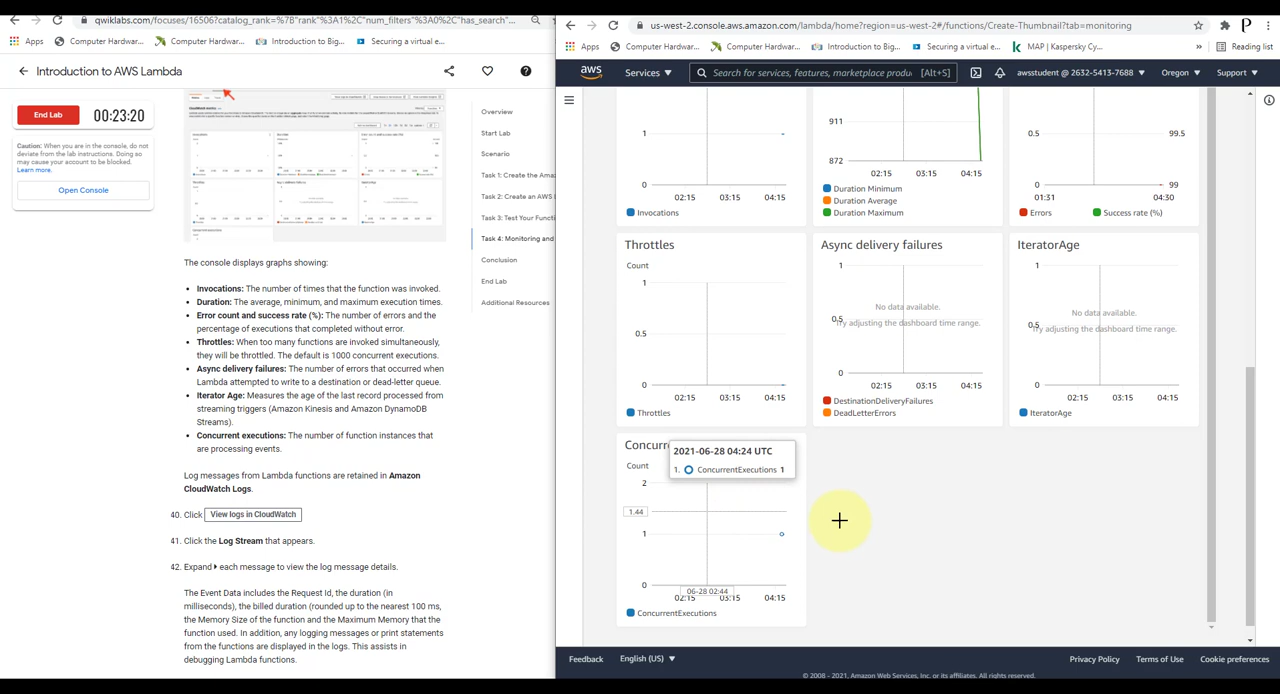 qwiklabs.com/focuses/16506?catalog_rank=%7B"rank"%3A1%2C"num_filters"%3A0%2C"has_search"...
Apps
Computer Hardwar...
Computer Hardwar...
Introduction to Big...
Securing a virtual e...
Introduction to AWS Lambda
End Lab
00:23:20
Caution: When you are in the console, do not
deviate from the lab instructions. Doing so
may cause your account to be blocked.
Learn more.
Open Console
The console displays graphs showing:
• Invocations: The number of times that the function was invoked.
• Duration: The average, minimum, and maximum execution times.
• Error count and success rate (%): The number of errors and the
percentage of executions that completed without error.
• Throttles: When too many functions are invoked simultaneously,
they will be throttled. The default is 1000 concurrent executions.
• Async delivery failures: The number of errors that occurred when
Lambda attempted to write to a destination or dead-letter queue.
• Iterator Age: Measures the age of the last record processed from
streaming triggers (Amazon Kinesis and Amazon DynamoDB
Streams).
• Concurrent executions: The number of function instances that
are processing events.
Log messages from Lambda functions are retained in Amazon
CloudWatch Logs.
40. Click View logs in CloudWatch
41. Click the Log Stream that appears.
42. Expand each message to view the log message details.
The Event Data includes the Request Id, the duration (in
milliseconds), the billed duration (rounded up to the nearest 100 ms,
the Memory Size of the function and the Maximum Memory that the
function used. In addition, any logging messages or print statements
from the functions are displayed in the logs. This assists in
debugging Lambda functions.
Overview
Start Lab
Scenario
Task 1: Create the Amaz
Task 2: Create an AWS
Task 3: Test Your Functi
Task 4: Monitoring and
Conclusion
End Lab
Additional Resources
us-west-2.console.aws.amazon.com/lambda/home?region=us-west-2#/functions/Create-Thumbnail?tab=monitoring
P
Apps
Computer Hardwar...
Computer Hardwar...
Introduction to Big...
Securing a virtual e...
MAP | Kaspersky Cy...
»
Reading list
aws
Services ▼
Search for services, features, marketplace produ [Alt+S]
awsstudent @ 2632-5413-7688 ▼
Oregon ▼
Support ▼
1
0
02:15 03:15 04:15
Invocations
911
872
02:15 03:15 04:15
Duration Minimum
Duration Average
Duration Maximum
0.5 99.5
0 99
01:31 04:30
Errors Success rate (%)
Throttles
Count
1
0.5
0
02:15 03:15 04:15
Throttles
Async delivery failures
1
No data available.
0.5
Try adjusting the dashboard time range.
0
02:15 03:15 04:15
DestinationDeliveryFailures
DeadLetterErrors
IteratorAge
1
No data available.
0.5
Try adjusting the dashboard time range.
0
02:15 03:15 04:15
IteratorAge
Concurr
2021-06-28 04:24 UTC
1. ConcurrentExecutions 1
Count
2
1.44
1
0
06-28 02:44
02:15 03:15 04:15
ConcurrentExecutions
Feedback
English (US) ▼
Privacy Policy
Terms of Use
Cookie preferences
© 2008 - 2021, Amazon Web Services, Inc. or its affiliates. All rights reserved.